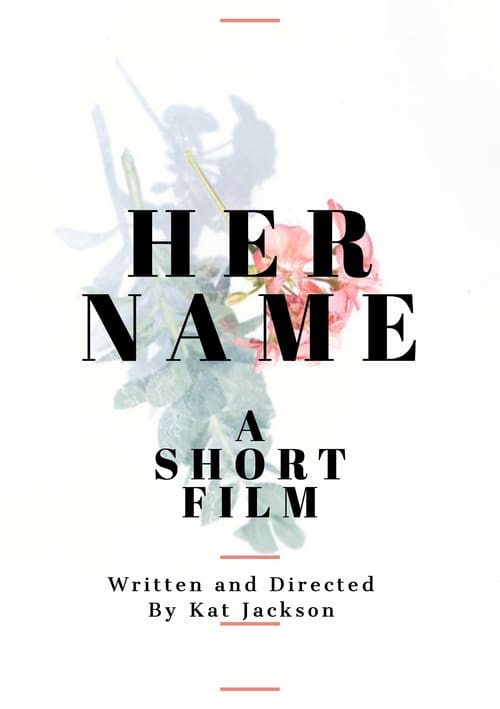 HER
NAME
A
SHORT
FILM
Written and Directed
By Kat Jackson